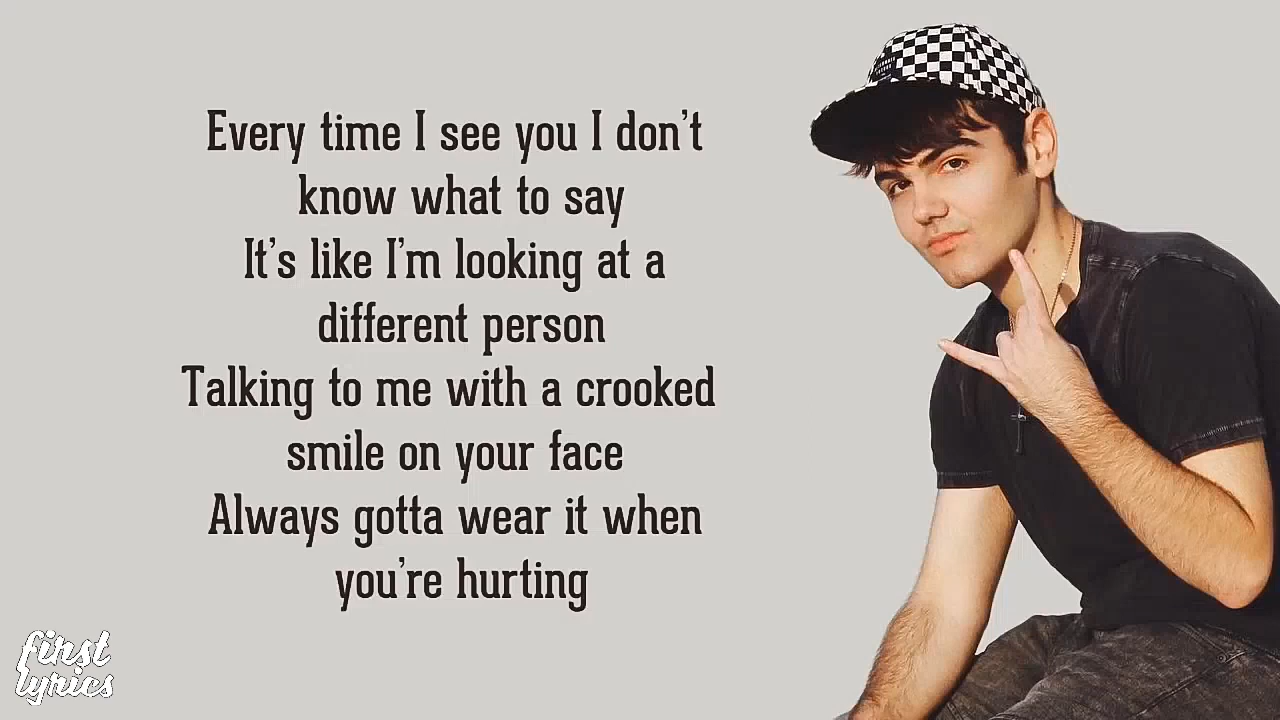 Every time I see you I don't
know what to say
It's like I'm looking at a
different person
Talking to me with a crooked
smile on your face
Always gotta wear it when
you're hurting
first
lyrics